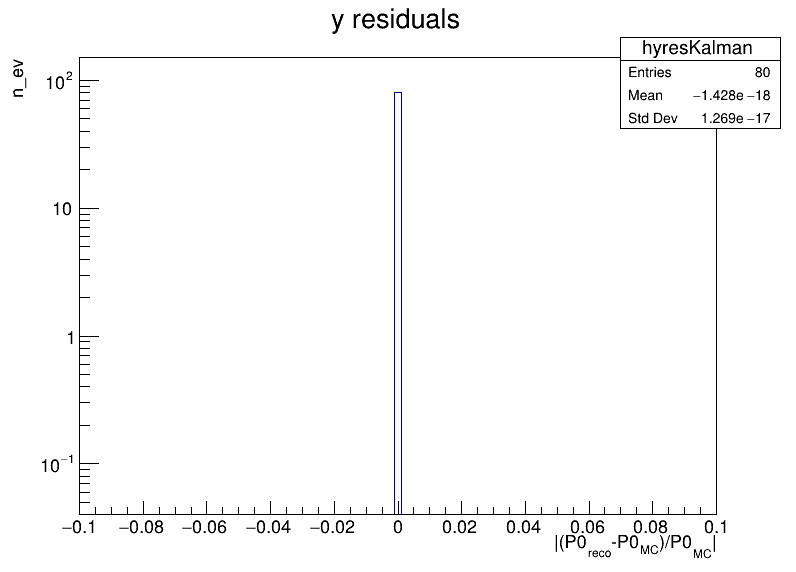 y residuals
hyresKalman
Entries 80
Mean −1.428e−18
Std Dev 1.269e−17
n_ev
10²
10
1
10⁻¹
−0.1 −0.08 −0.06 −0.04 −0.02 0 0.02 0.04 0.06 0.08 0.1
|(P0reco-P0MC)/P0MC|